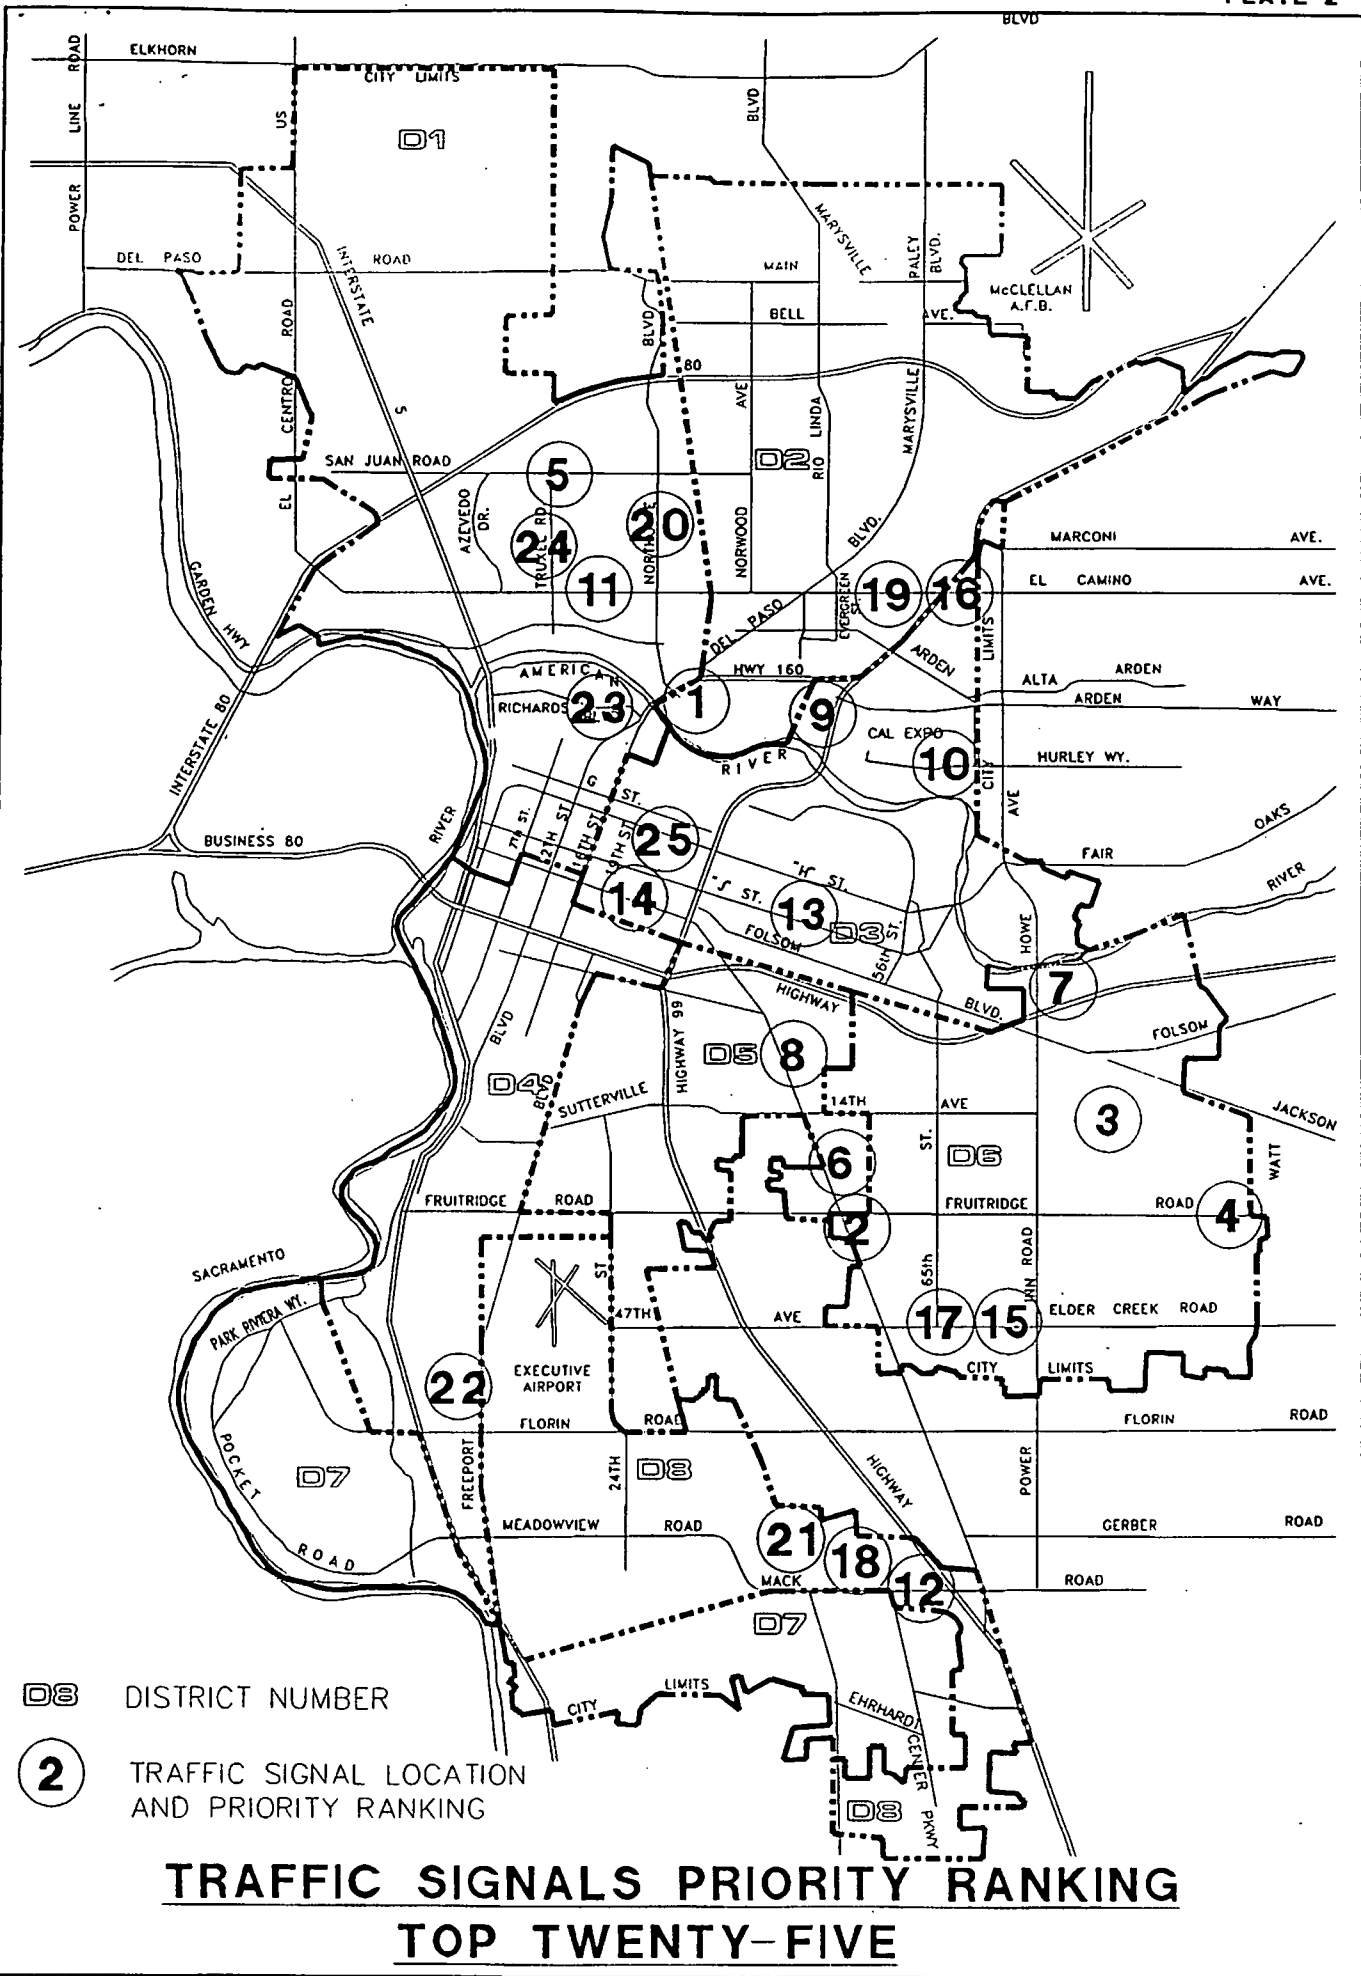 PLATE 2
BLVD
ELKHORN
ROAD
CITY LIMITS
LINE
US
BLVD
D1
POWER
MARYSVILLE
PALEY
BLVD.
DEL PASO
ROAD
INTERSTATE
MAIN
McCLELLAN
A.F.B.
ROAD
BLVD
BELL
AVE.
80
CENTRO
5
AVE
RIO LINDA
MARYSVILLE
SAN JUAN ROAD
D2
5
EL
AZEVEDO
DR.
TRUXEL RD.
24
20
NORWOOD
BLVD.
MARCONI
AVE.
11
EVERGREEN
ST.
19
16
EL CAMINO
AVE.
GARDEN HWY
DEL PASO
LIMITS
ARDEN
AMERICAN
HWY 160
ALTA ARDEN
RICHARDS
23
1
9
ARDEN WAY
INTERSTATE 80
CAL EXPO
RIVER
10
HURLEY WY.
CITY
AVE
G ST.
7TH ST.
12TH ST
16TH ST.
19TH ST
25
OAKS
RIVER
BUSINESS 80
FAIR
"H" ST.
"J" ST.
14
13
D3
RIVER
FOLSOM
56th ST.
HOWE
7
HIGHWAY
BLVD.
FOLSOM
BLVD
HIGHWAY 99
D5
8
D4
BLVD
SUTTERVILLE
14TH AVE
3
JACKSON
ST.
D6
6
WATT
FRUITRIDGE ROAD
FRUITRIDGE
ROAD
4
2
SACRAMENTO
ST
65th
INN ROAD
PARK RIVIERA WY.
47TH
AVE
17
15
ELDER CREEK ROAD
EXECUTIVE
AIRPORT
CITY
LIMITS
22
FLORIN
ROAD
FLORIN
ROAD
POCKET
D7
FREEPORT
24TH
D8
HIGHWAY
POWER
MEADOWVIEW
ROAD
21
GERBER
ROAD
ROAD
18
MACK
12
ROAD
D7
D8 DISTRICT NUMBER
LIMITS
CITY
EHRHARDT
CENTER
PKWY
2 TRAFFIC SIGNAL LOCATION
AND PRIORITY RANKING
D8
TRAFFIC SIGNALS PRIORITY RANKING
TOP TWENTY-FIVE